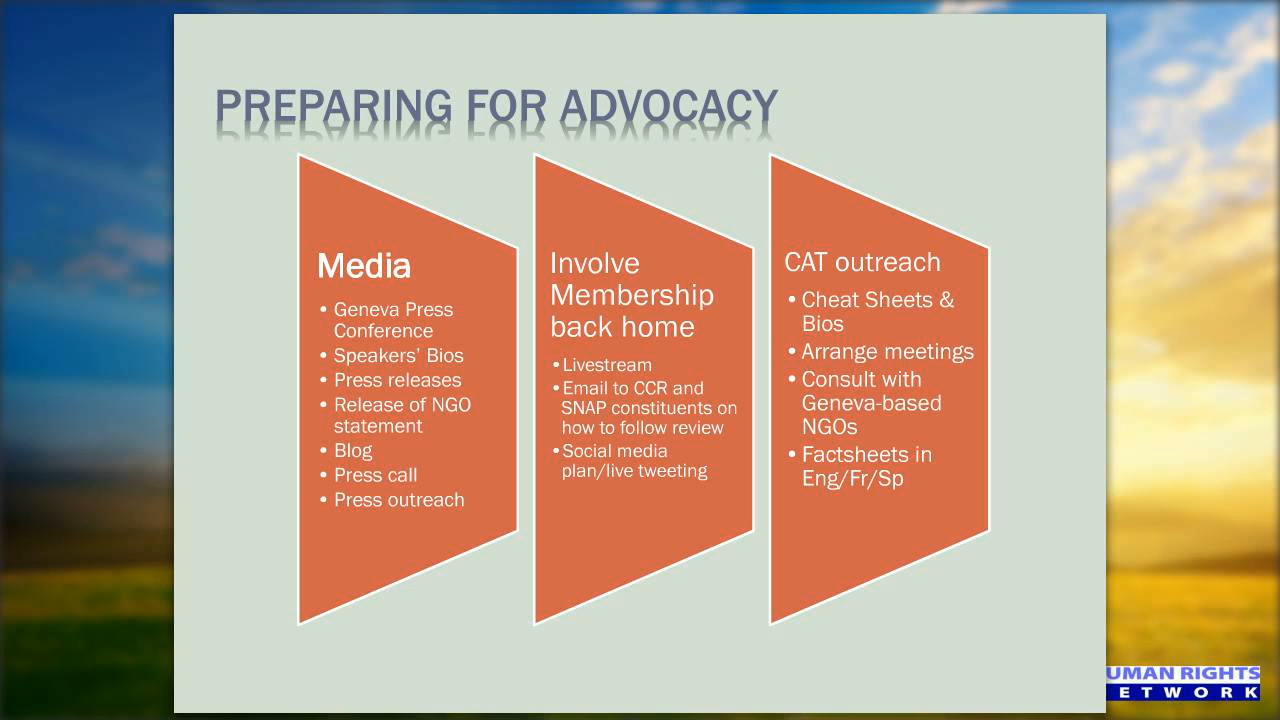 PREPARING FOR ADVOCACY
Media
• Geneva Press
Conference
• Speakers' Bios
• Press releases
• Release of NGO
statement
• Blog
• Press call
• Press outreach
Involve
Membership
back home
•Livestream
•Email to CCR and
SNAP constituents on
how to follow review
•Social media
plan/live tweeting
CAT outreach
• Cheat Sheets &
Bios
• Arrange meetings
• Consult with
Geneva-based
NGOs
• Factsheets in
Eng/Fr/Sp
UMAN RIGHTS
ETWORK